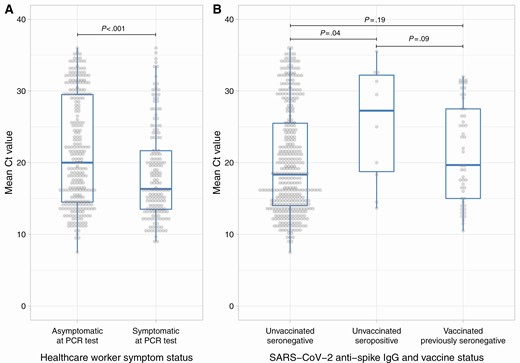 A
B
40
30
20
10
0
Mean Ct value
P<.001
Asymptomatic
at PCR test
Symptomatic
at PCR test
Healthcare worker symptom status
40
30
20
10
0
Mean Ct value
P=.19
P=.04
P=.09
Unvaccinated
seronegative
Unvaccinated
seropositive
Vaccinated
previously seronegative
SARS−CoV−2 anti−spike IgG and vaccine status